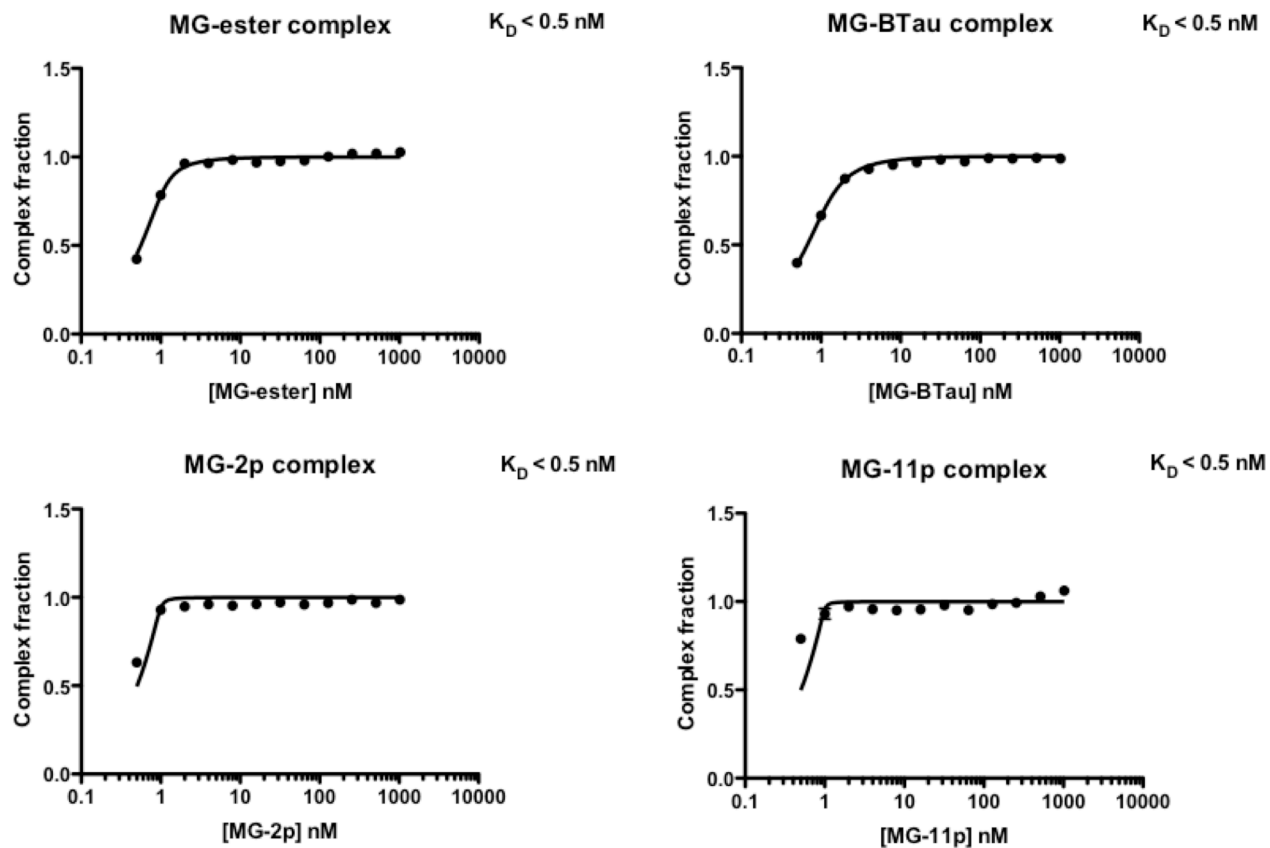 MG-ester complex K_D < 0.5 nM
1.5
1.0
0.5
0.0
Complex fraction
0.1 1 10 100 1000 10000
[MG-ester] nM
MG-BTau complex K_D < 0.5 nM
1.5
1.0
0.5
0.0
Complex fraction
0.1 1 10 100 1000 10000
[MG-BTau] nM
MG-2p complex K_D < 0.5 nM
1.5
1.0
0.5
0.0
Complex fraction
0.1 1 10 100 1000 10000
[MG-2p] nM
MG-11p complex K_D < 0.5 nM
1.5
1.0
0.5
0.0
Complex fraction
0.1 1 10 100 1000 10000
[MG-11p] nM